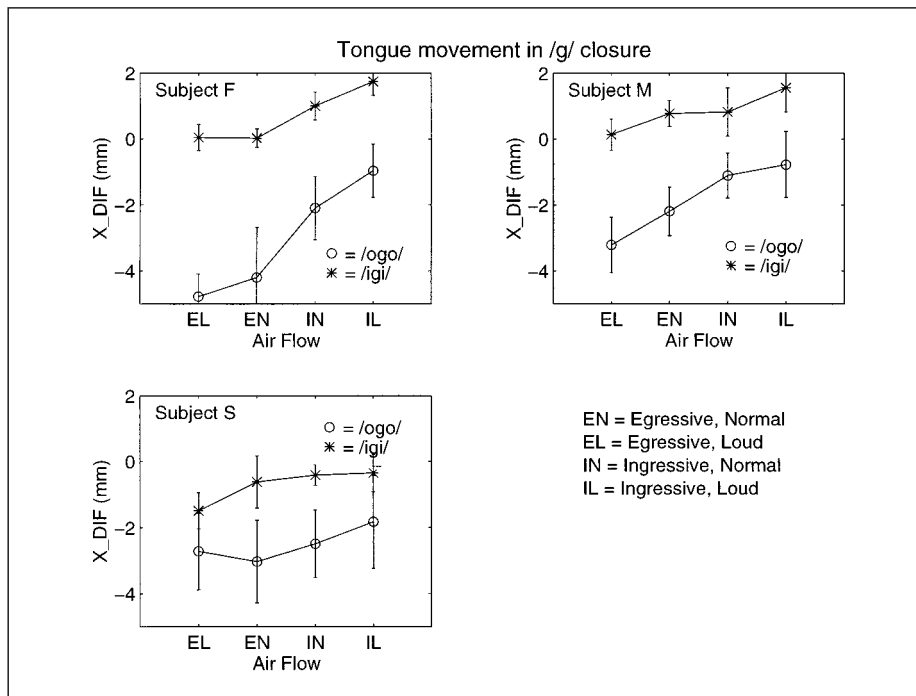 Tongue movement in /g/ closure
Subject F
2
0
−2
−4
X_DIF (mm)
○ = /ogo/
✳ = /igi/
EL EN IN IL
Air Flow
Subject M
2
0
−2
−4
X_DIF (mm)
○ = /ogo/
✳ = /igi/
EL EN IN IL
Air Flow
Subject S
2
0
−2
−4
X_DIF (mm)
○ = /ogo/
✳ = /igi/
EL EN IN IL
Air Flow
EN = Egressive, Normal
EL = Egressive, Loud
IN = Ingressive, Normal
IL = Ingressive, Loud